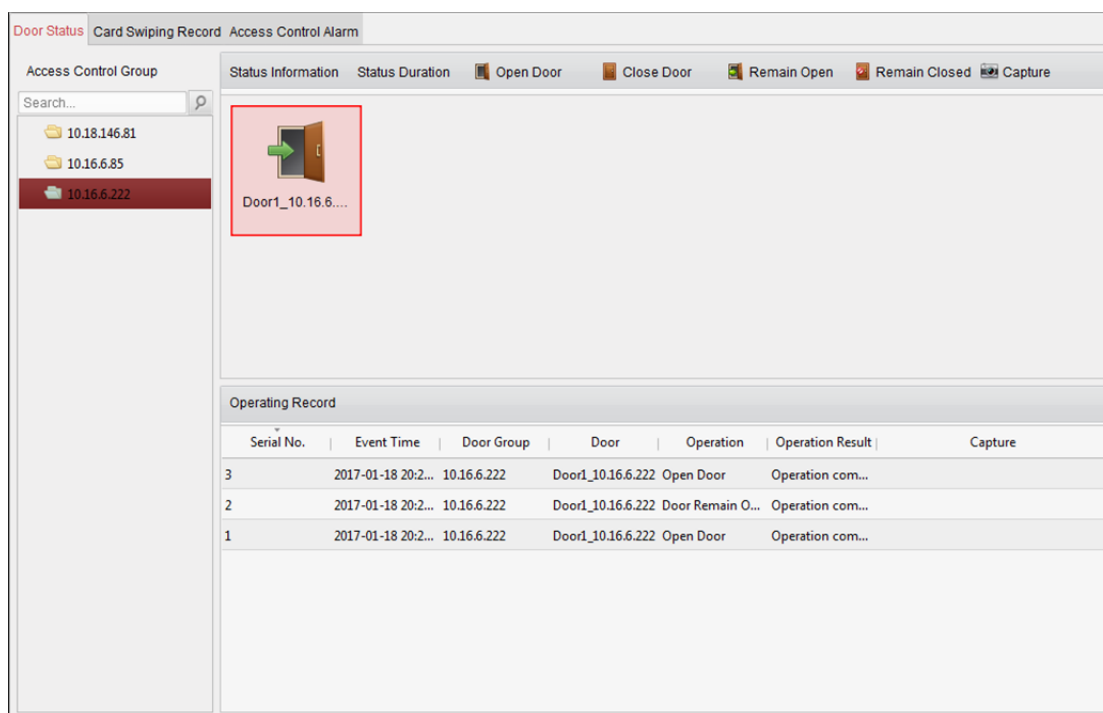 Door Status Card Swiping Record Access Control Alarm
Access Control Group
Search...
10.18.146.81
10.16.6.85
10.16.6.222
Status Information Status Duration Open Door Close Door Remain Open Remain Closed Capture
Door1_10.16.6....
Operating Record
Serial No. Event Time Door Group Door Operation Operation Result Capture
3 2017-01-18 20:2... 10.16.6.222 Door1_10.16.6.222 Open Door Operation com...
2 2017-01-18 20:2... 10.16.6.222 Door1_10.16.6.222 Door Remain O... Operation com...
1 2017-01-18 20:2... 10.16.6.222 Door1_10.16.6.222 Open Door Operation com...